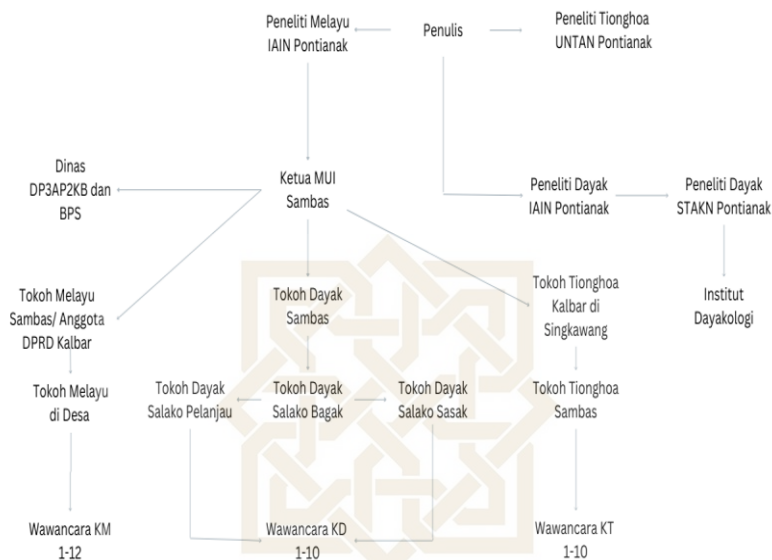 Peneliti Melayu
IAIN Pontianak
Penulis
Peneliti Tionghoa
UNTAN Pontianak
Dinas
DP3AP2KB dan
BPS
Ketua MUI
Sambas
Peneliti Dayak
IAIN Pontianak
Peneliti Dayak
STAKN Pontianak
Tokoh Melayu
Sambas/ Anggota
DPRD Kalbar
Tokoh Dayak
Sambas
Tokoh Tionghoa
Kalbar di
Singkawang
Institut
Dayakologi
Tokoh Melayu
di Desa
Tokoh Dayak
Salako Pelanjau
Tokoh Dayak
Salako Bagak
Tokoh Dayak
Salako Sasak
Tokoh Tionghoa
Sambas
Wawancara KM
1-12
Wawancara KD
1-10
Wawancara KT
1-10